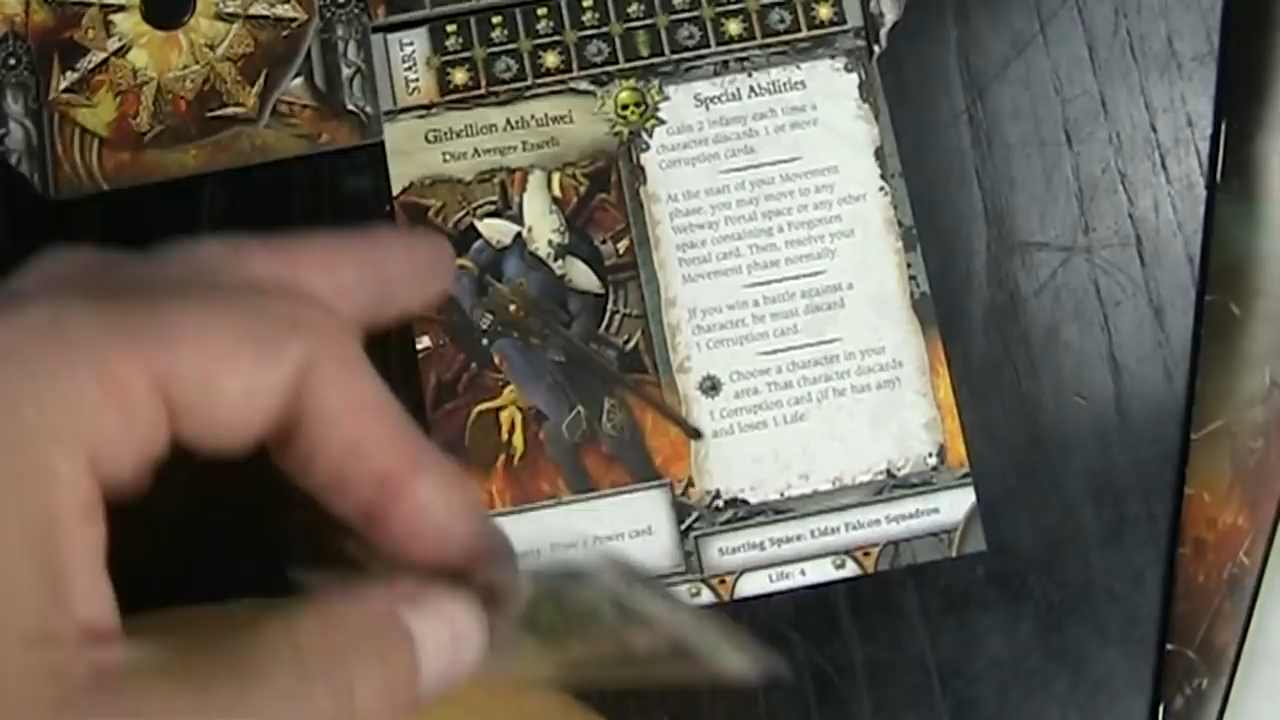 START
Githellion Ath'ulwei
Dire Avenger Exarch
Special Abilities
Gain 2 infamy each time a
character discards 1 or more
Corruption cards.
At the start of your Movement
phase, you may move to any
Webway Portal space or any other
space containing a Foegotten
Portal card. Then, resolve your
Movement phase normally.
If you win a battle against a
character, he must discard
1 Corruption card.
Choose a character in your
area. That character discards
1 Corruption card (if he has any)
and loses 1 Life.
Power card.
Starting Space: Eldar Falcon Squadron
Life: 4